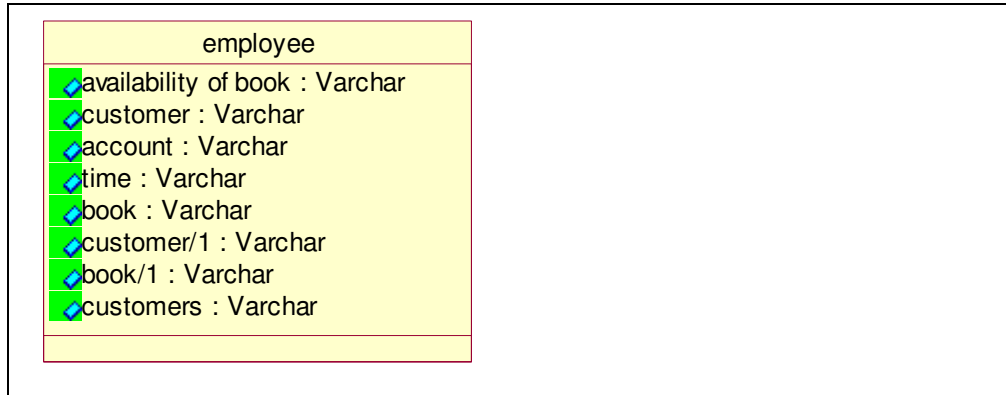 employee
availability of book : Varchar
customer : Varchar
account : Varchar
time : Varchar
book : Varchar
customer/1 : Varchar
book/1 : Varchar
customers : Varchar